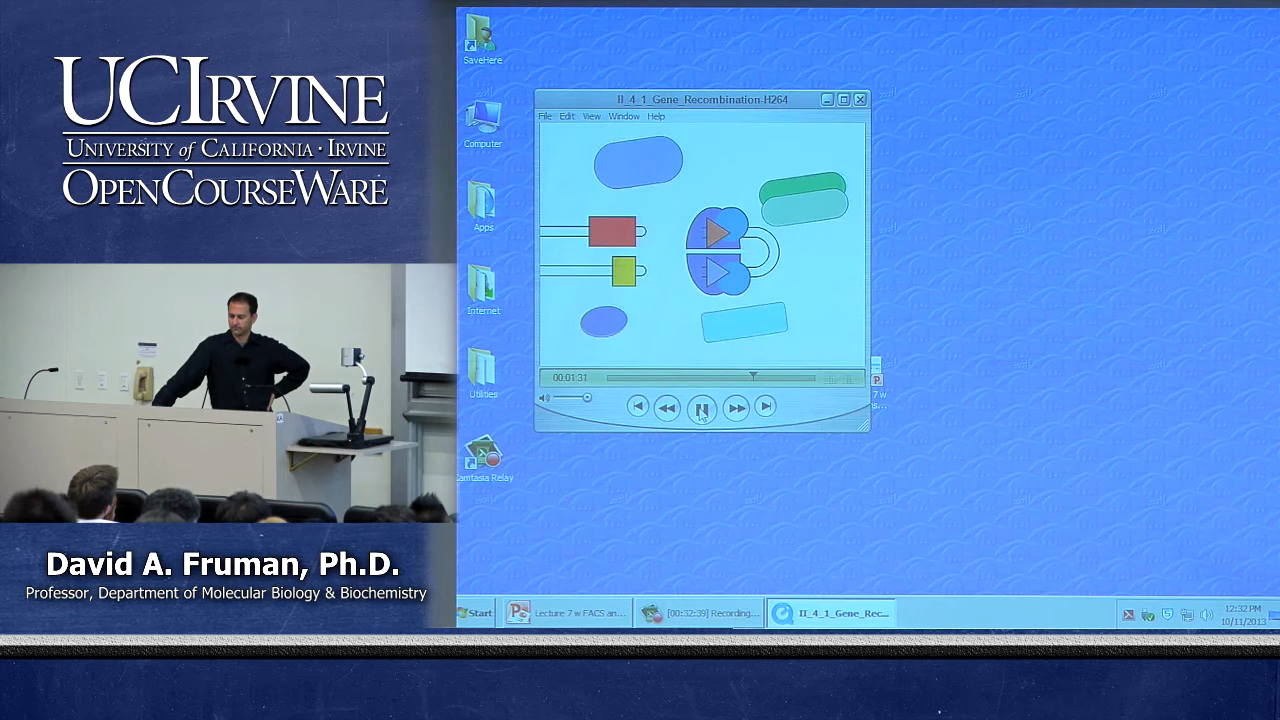 UCIRVINE
UNIVERSITY of CALIFORNIA · IRVINE
OPENCOURSEWARE
David A. Fruman, Ph.D.
Professor, Department of Molecular Biology & Biochemistry
SaveHere
Computer
Apps
Internet
Utilities
Camtasia Relay
II_4_1_Gene_Recombination-H264
File Edit View Window Help
00:01:31
7 w
Start
Lecture 7 w FACS an...
[00:32:39] Recording...
II_4_1_Gene_Rec...
12:32 PM
10/11/2013